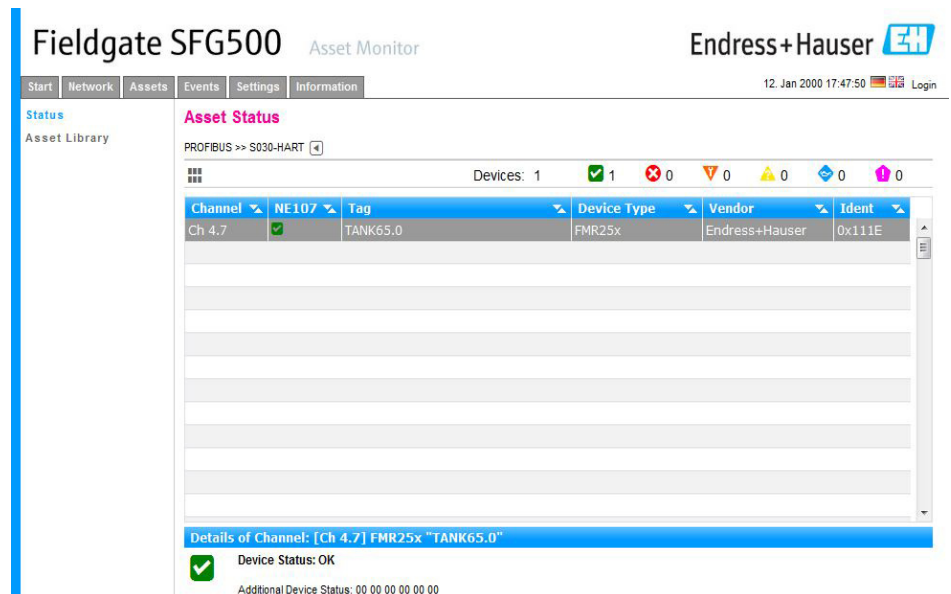 Fieldgate SFG500 Asset Monitor
Endress+Hauser EH
Start Network Assets Events Settings Information
12. Jan 2000 17:47:50 Login
Status
Asset Library
Asset Status
PROFIBUS >> S030-HART
Devices: 1 1 0 0 0 0 0
Channel NE107 Tag Device Type Vendor Ident
Ch 4.7 TANK65.0 FMR25x Endress+Hauser 0x111E
Details of Channel: [Ch 4.7] FMR25x "TANK65.0"
Device Status: OK
Additional Device Status: 00 00 00 00 00 00